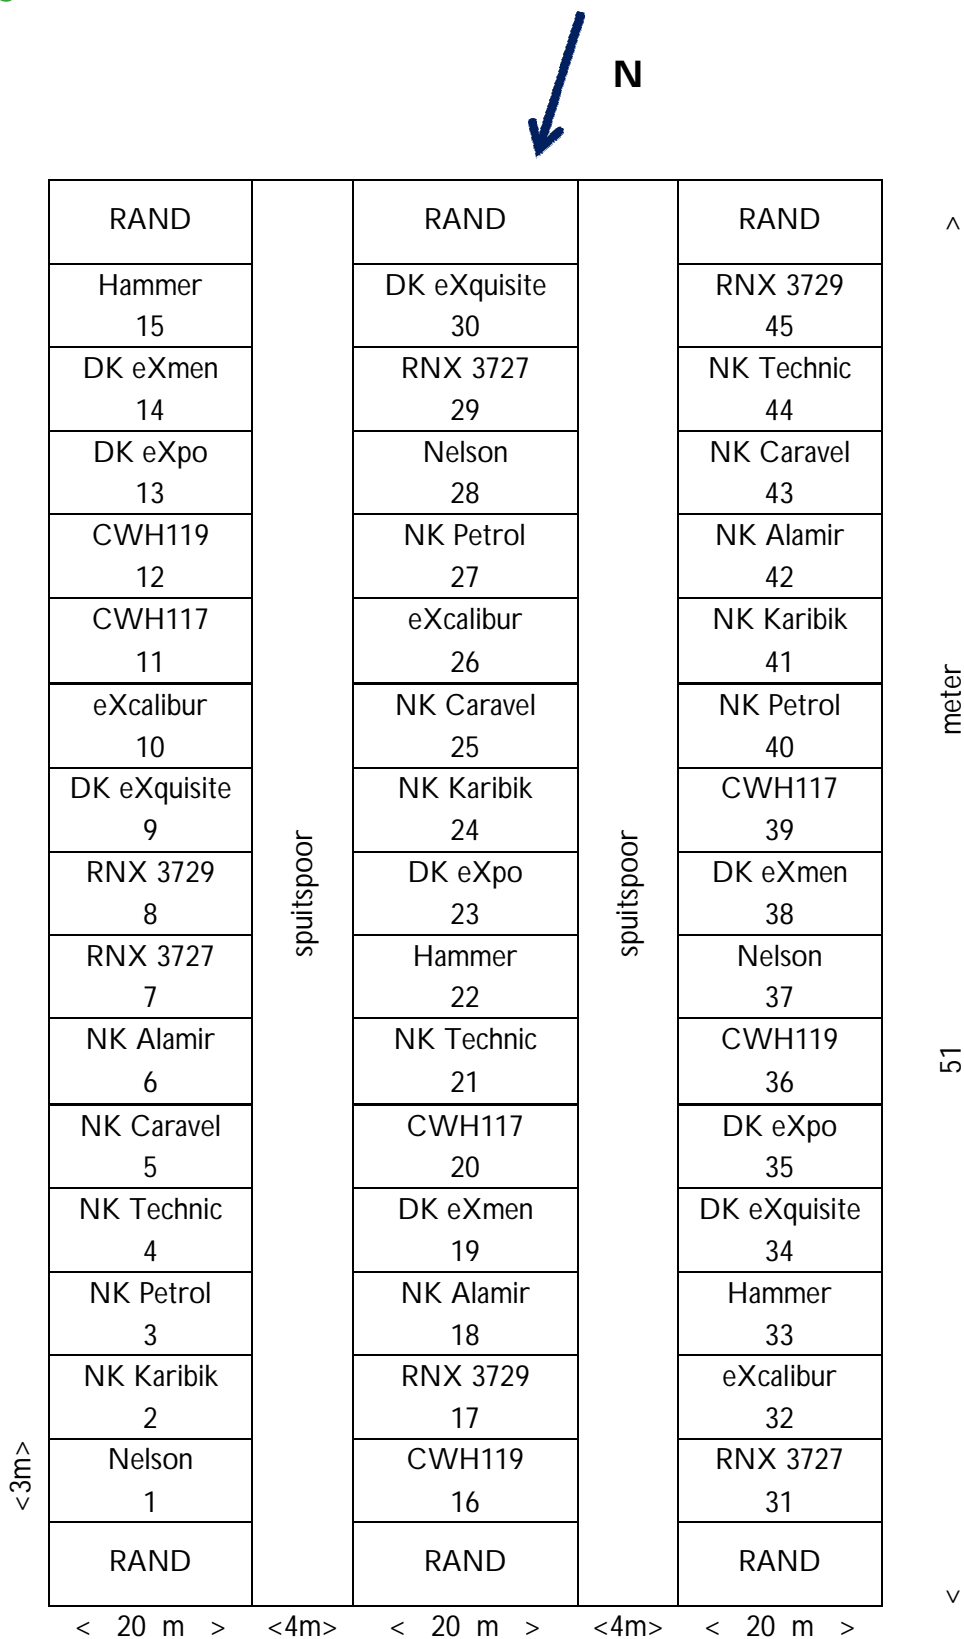 N
RAND RAND RAND >
Hammer DK eXquisite RNX 3729
15 30 45
DK eXmen RNX 3727 NK Technic
14 29 44
DK eXpo Nelson NK Caravel
13 28 43
CWH119 NK Petrol NK Alamir
12 27 42
CWH117 eXcalibur NK Karibik
11 26 41
eXcalibur NK Caravel NK Petrol
10 25 40
DK eXquisite NK Karibik CWH117
9 24 39
RNX 3729 DK eXpo DK eXmen
8 23 38
RNX 3727 Hammer Nelson
7 22 37
NK Alamir NK Technic CWH119
6 21 36
NK Caravel CWH117 DK eXpo
5 20 35
NK Technic DK eXmen DK eXquisite
4 19 34
NK Petrol NK Alamir Hammer
3 18 33
NK Karibik RNX 3729 eXcalibur
2 17 32
Nelson CWH119 RNX 3727
1 16 31
RAND RAND RAND
spuitspoor
spuitspoor
<3m>
< 51 meter
< 20 m > <4m> < 20 m > <4m> < 20 m >